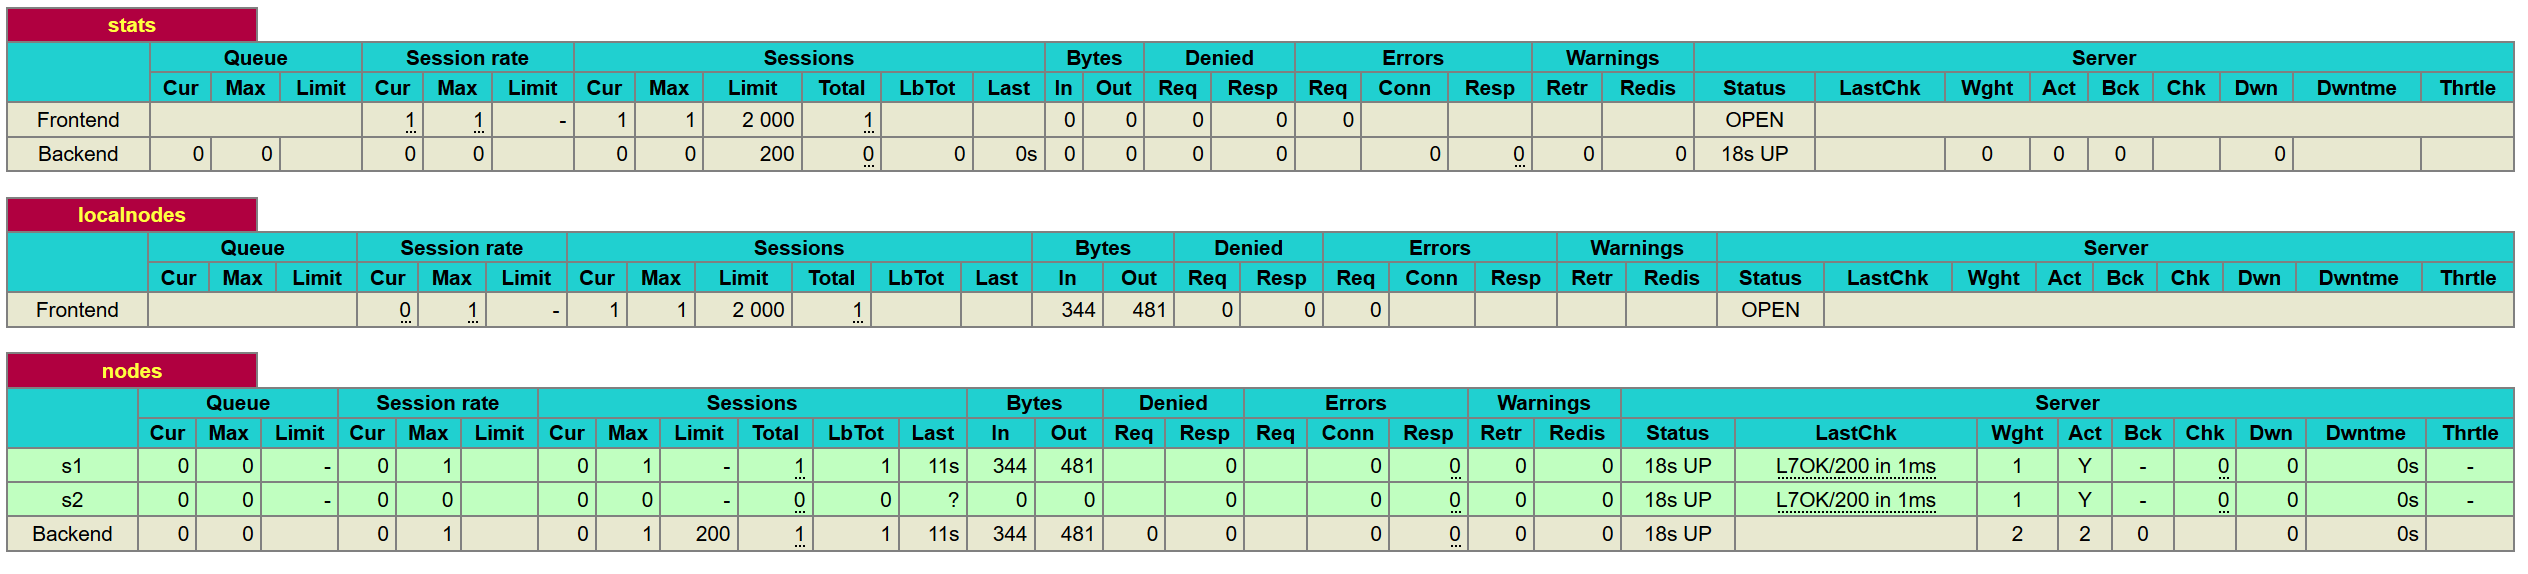 stats
Queue Session rate Sessions Bytes Denied Errors Warnings Server
Cur Max Limit Cur Max Limit Cur Max Limit Total LbTot Last In Out Req Resp Req Conn Resp Retr Redis Status LastChk Wght Act Bck Chk Dwn Dwntme Thrtle
Frontend 1 1 - 1 1 2 000 1 0 0 0 0 0 OPEN
Backend 0 0 0 0 0 0 200 0 0 0s 0 0 0 0 0 0 0 0 18s UP 0 0 0 0
localnodes
Queue Session rate Sessions Bytes Denied Errors Warnings Server
Cur Max Limit Cur Max Limit Cur Max Limit Total LbTot Last In Out Req Resp Req Conn Resp Retr Redis Status LastChk Wght Act Bck Chk Dwn Dwntme Thrtle
Frontend 0 1 - 1 1 2 000 1 344 481 0 0 0 OPEN
nodes
Queue Session rate Sessions Bytes Denied Errors Warnings Server
Cur Max Limit Cur Max Limit Cur Max Limit Total LbTot Last In Out Req Resp Req Conn Resp Retr Redis Status LastChk Wght Act Bck Chk Dwn Dwntme Thrtle
s1 0 0 - 0 1 0 1 - 1 1 11s 344 481 0 0 0 0 0 18s UP L7OK/200 in 1ms 1 Y - 0 0 0s -
s2 0 0 - 0 0 0 0 - 0 0 ? 0 0 0 0 0 0 0 18s UP L7OK/200 in 1ms 1 Y - 0 0 0s -
Backend 0 0 0 1 0 1 200 1 1 11s 344 481 0 0 0 0 0 0 18s UP 2 2 0 0 0s